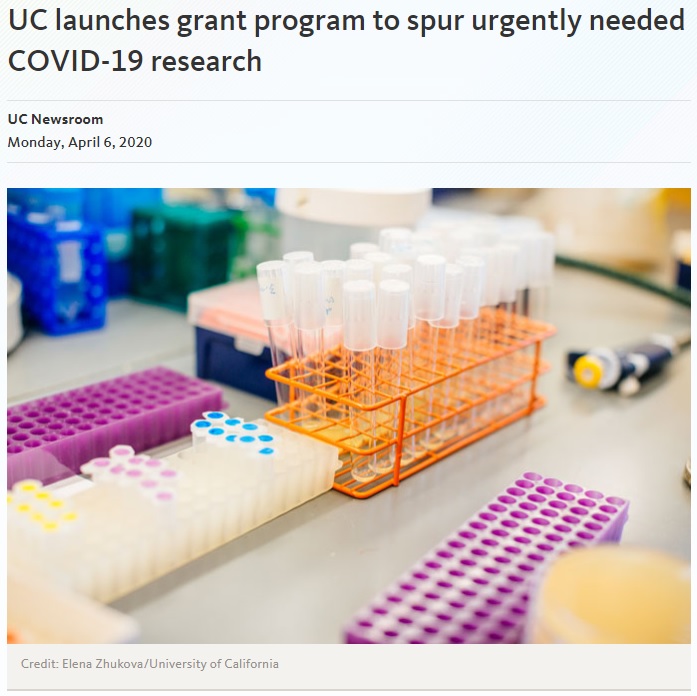 UC launches grant program to spur urgently needed
COVID-19 research
UC Newsroom
Monday, April 6, 2020
Credit: Elena Zhukova/University of California